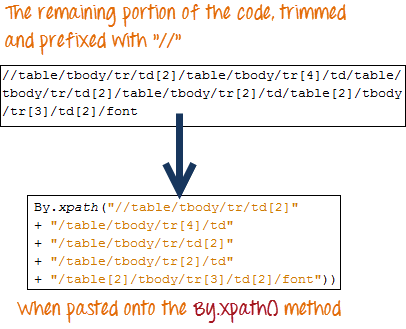 The remaining portion of the code, trimmed
and prefixed with "//"
//table/tbody/tr/td[2]/table/tbody/tr[4]/td/table/
tbody/tr/td[2]/table/tbody/tr[2]/td/table[2]/tbody
/tr[3]/td[2]/font
By.xpath("//table/tbody/tr/td[2]"
+ "/table/tbody/tr[4]/td"
+ "/table/tbody/tr/td[2]"
+ "/table/tbody/tr[2]/td"
+ "/table[2]/tbody/tr[3]/td[2]/font"))
When pasted onto the By.xpath() method